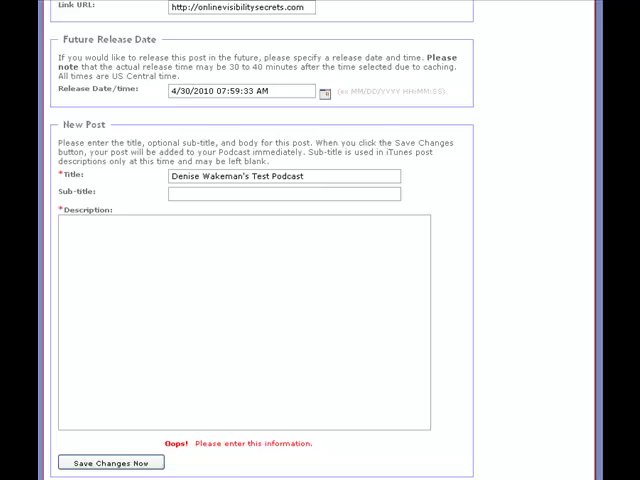 Link URL: http://onlinevisibilitysecrets.com
Future Release Date
If you would like to release this post in the future, please specify a release date and time. Please
note that the actual release time may be 30 to 40 minutes after the time selected due to caching.
All times are US Central time.
Release Date/time: 4/30/2010 07:59:33 AM (ex MM/DD/YYYY HH:MM:SS)
New Post
Please enter the title, optional sub-title, and body for this post. When you click the Save Changes
button, your post will be added to your Podcast immediately. Sub-title is used in iTunes post
descriptions only at this time and may be left blank.
*Title: Denise Wakeman's Test Podcast
Sub-title:
*Description:
Oops! Please enter this information.
Save Changes Now